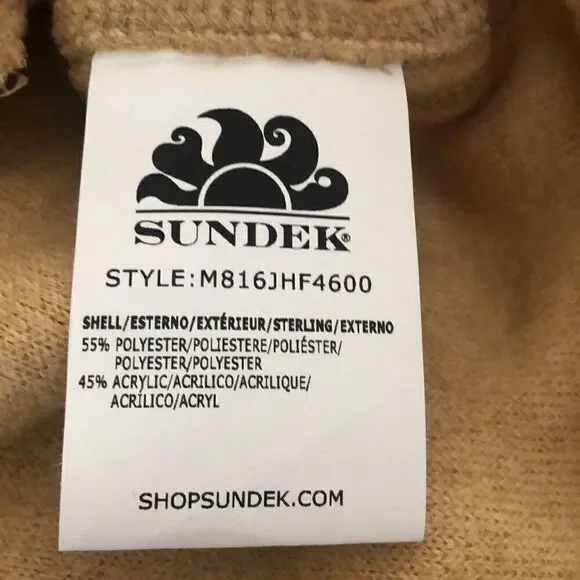 SUNDEK®
STYLE:M816JHF4600
SHELL/ESTERNO/EXTÉRIEUR/STERLING/EXTERNO
55% POLYESTER/POLIESTERE/POLIÉSTER/
POLYESTER/POLYESTER
45% ACRYLIC/ACRILICO/ACRILIQUE/
ACRÍLICO/ACRYL
SHOPSUNDEK.COM